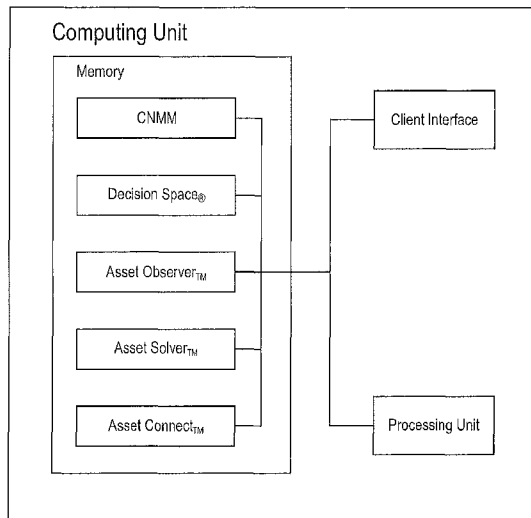 Computing Unit
Memory
CNMM
Client Interface
Decision Space®
Asset Observer™
Asset Solver™
Asset Connect™
Processing Unit